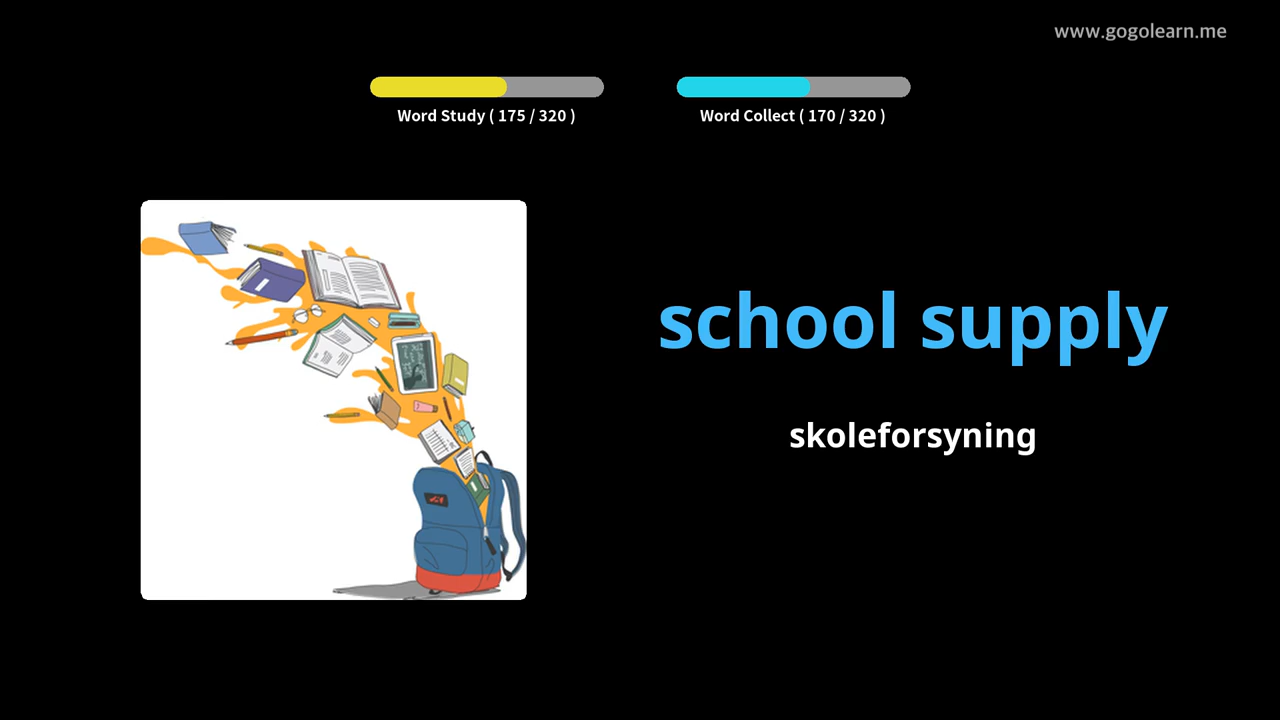 www.gogolearn.me
Word Study ( 175 / 320 )
Word Collect ( 170 / 320 )
school supply
skoleforsyning